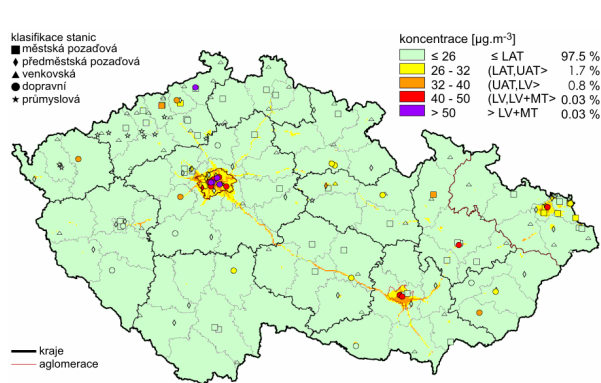 klasifikace stanic
městská pozaďová
předměstská pozaďová
venkovská
dopravní
průmyslová
koncentrace [µg.m-3]
≤ 26 ≤ LAT 97.5 %
26 - 32 (LAT,UAT> 1.7 %
32 - 40 (UAT,LV> 0.8 %
40 - 50 (LV,LV+MT> 0.03 %
> 50 > LV+MT 0.03 %
kraje
aglomerace